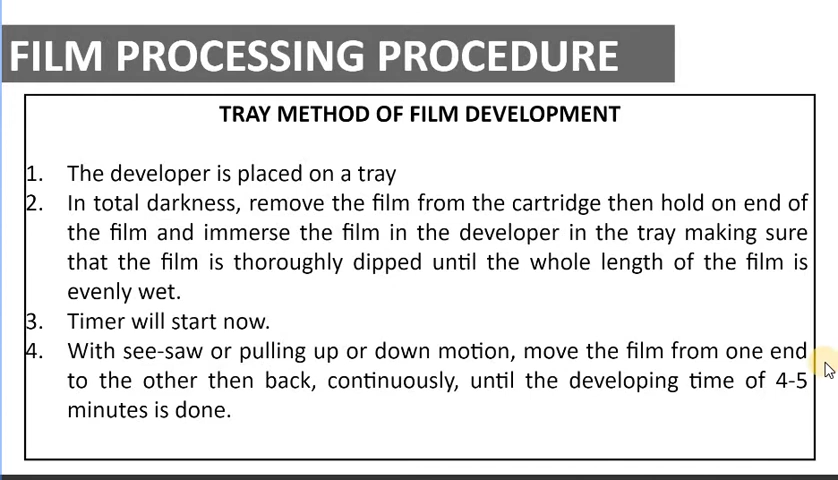 FILM PROCESSING PROCEDURE
TRAY METHOD OF FILM DEVELOPMENT
1. The developer is placed on a tray
2. In total darkness, remove the film from the cartridge then hold on end of
the film and immerse the film in the developer in the tray making sure
that the film is thoroughly dipped until the whole length of the film is
evenly wet.
3. Timer will start now.
4. With see-saw or pulling up or down motion, move the film from one end
to the other then back, continuously, until the developing time of 4-5
minutes is done.